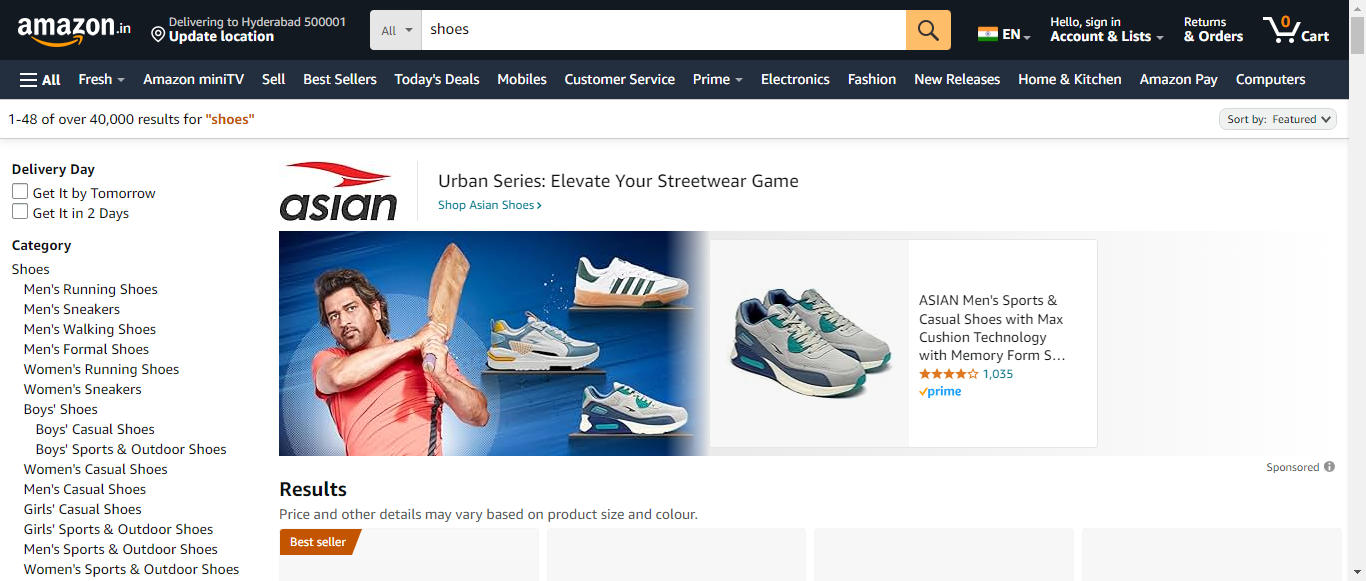 amazon.in
Delivering to Hyderabad 500001
Update location
All
shoes
EN
Hello, sign in
Account & Lists
Returns
& Orders
0
Cart
All
Fresh
Amazon miniTV
Sell
Best Sellers
Today's Deals
Mobiles
Customer Service
Prime
Electronics
Fashion
New Releases
Home & Kitchen
Amazon Pay
Computers
1-48 of over 40,000 results for "shoes"
Sort by: Featured
Delivery Day
Get It by Tomorrow
Get It in 2 Days
Category
Shoes
Men's Running Shoes
Men's Sneakers
Men's Walking Shoes
Men's Formal Shoes
Women's Running Shoes
Women's Sneakers
Boys' Shoes
Boys' Casual Shoes
Boys' Sports & Outdoor Shoes
Women's Casual Shoes
Men's Casual Shoes
Girls' Casual Shoes
Girls' Sports & Outdoor Shoes
Men's Sports & Outdoor Shoes
Women's Sports & Outdoor Shoes
asian
Urban Series: Elevate Your Streetwear Game
Shop Asian Shoes ›
ASIAN Men's Sports &
Casual Shoes with Max
Cushion Technology
with Memory Form S…
1,035
prime
Sponsored
Results
Price and other details may vary based on product size and colour.
Best seller